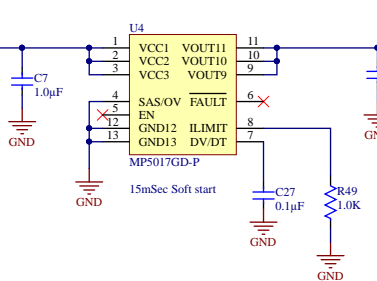 U4
1 VCC1 VOUT11 11
2 VCC2 VOUT10 10
3 VCC3 VOUT9 9
C7
1.0µF
4 SAS/OV FAULT 6
5 EN
12 GND12 ILIMIT 8
13 GND13 DV/DT 7
GND
MP5017GD-P
15mSec Soft start
GND
C27
0.1µF
R49
1.0K
GND
GND